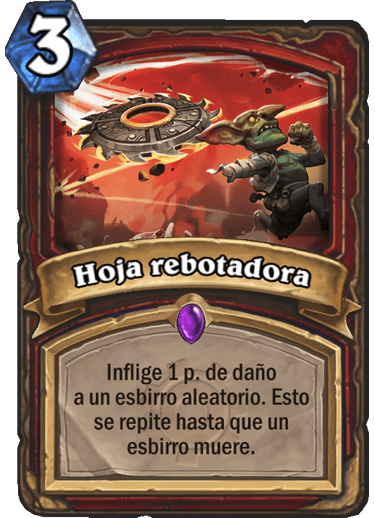 3
Hoja rebotadora
Inflige 1 p. de daño
a un esbirro aleatorio. Esto
se repite hasta que un
esbirro muere.